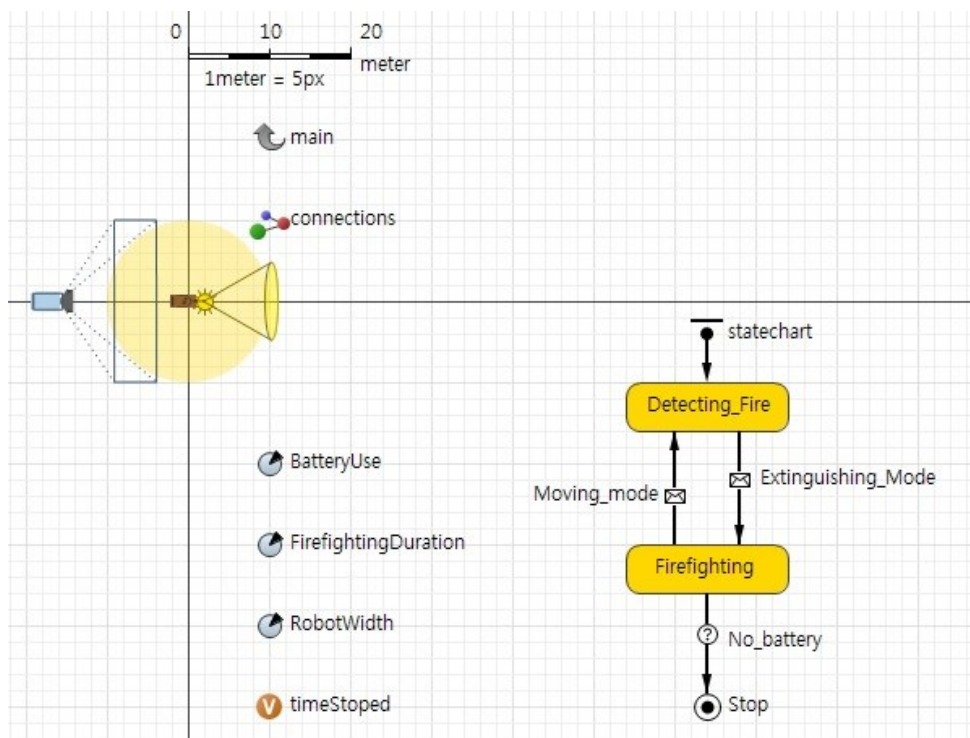 0 10 20
meter
1meter = 5px
main
connections
statechart
Detecting_Fire
BatteryUse
Extinguishing_Mode
Moving_mode
FirefightingDuration
Firefighting
RobotWidth
?
No_battery
V timeStoped
Stop